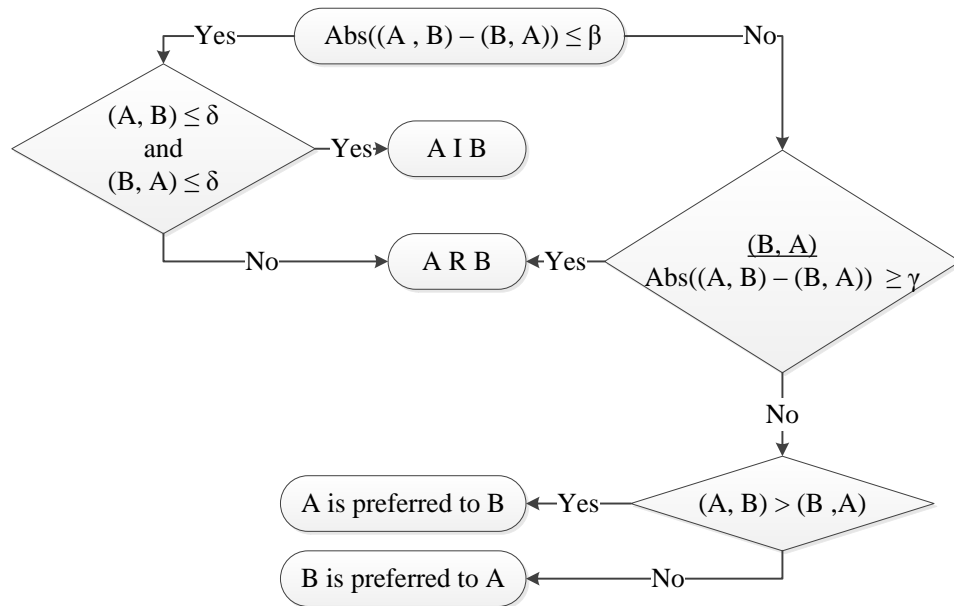 Yes
Abs((A , B) – (B, A)) ≤ β
No
(A, B) ≤ δ
and
(B, A) ≤ δ
Yes
A I B
No
A R B
Yes
(B, A)
Abs((A, B) – (B, A)) ≥ γ
No
A is preferred to B
Yes
(A, B) > (B ,A)
B is preferred to A
No